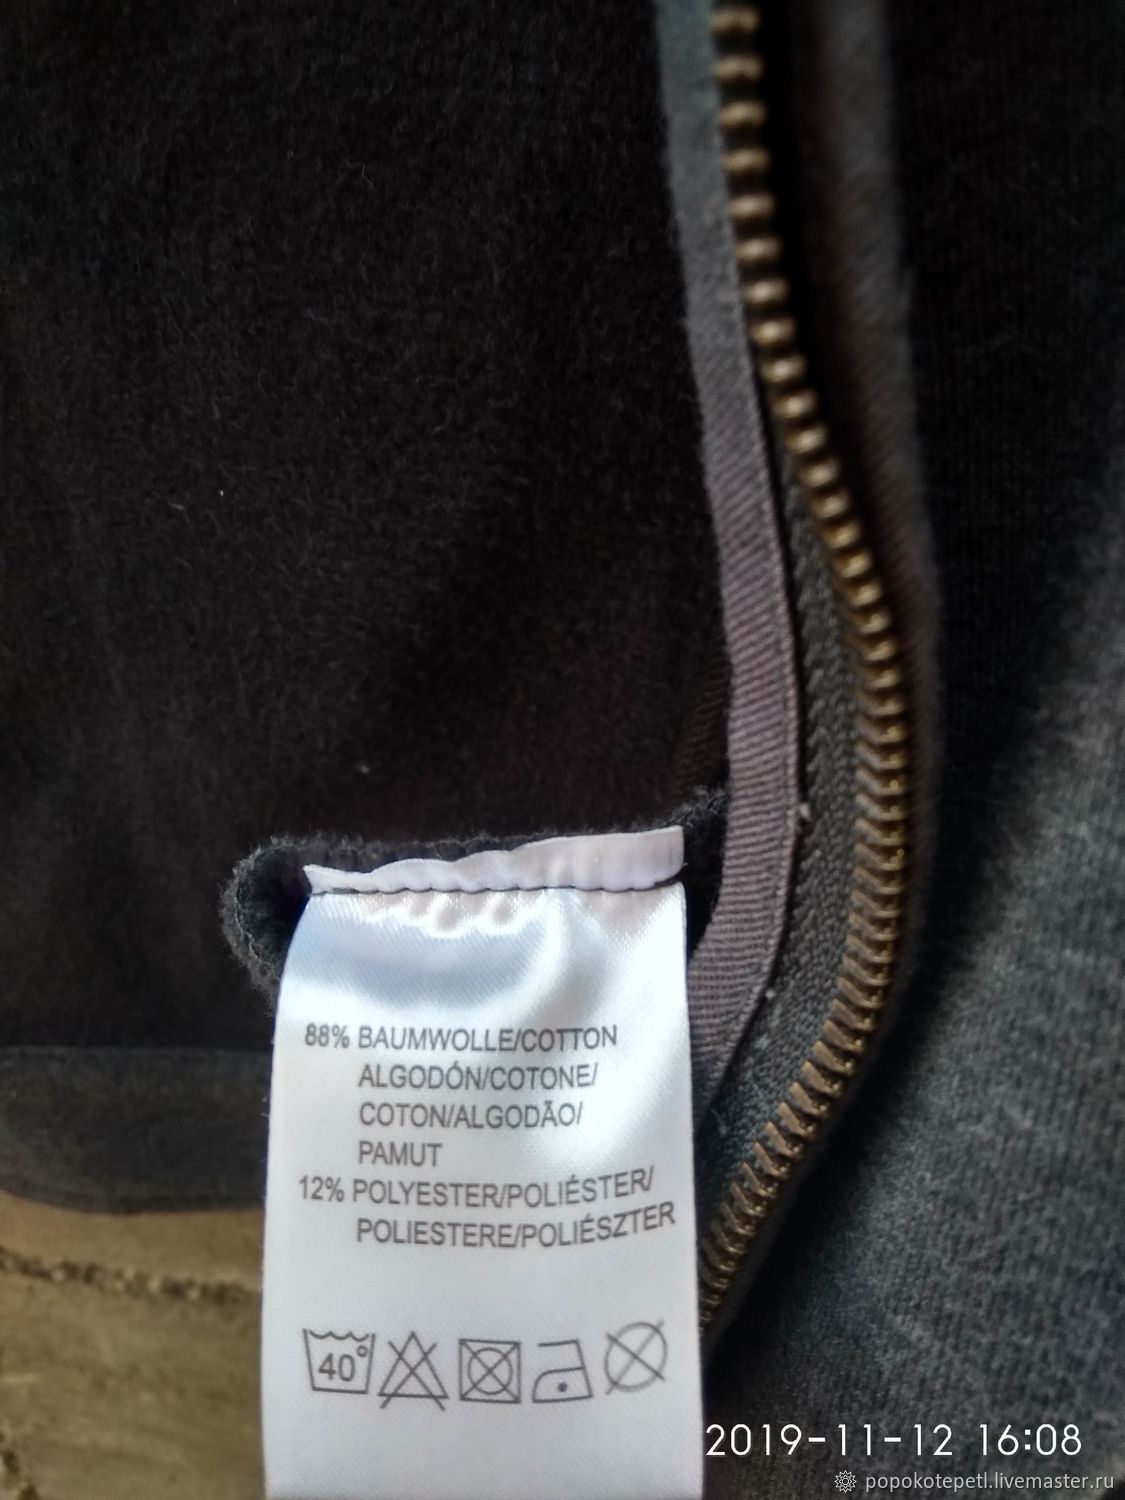 88% BAUMWOLLE/COTTON
ALGODÓN/COTONE/
COTON/ALGODÃO/
PAMUT
12% POLYESTER/POLIÉSTER/
POLIESTERE/POLIÉSZTER
40°
2019-11-12 16:08
popokotepetl.livemaster.ru